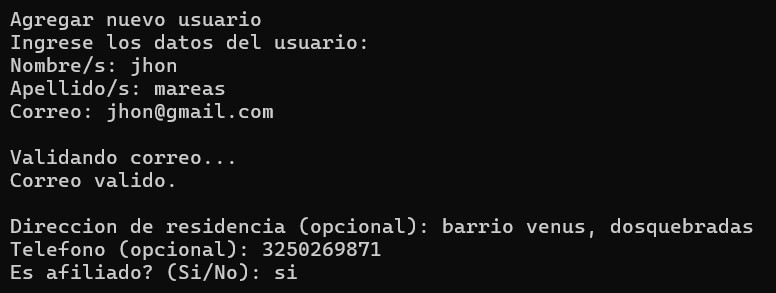 Agregar nuevo usuario
Ingrese los datos del usuario:
Nombre/s: jhon
Apellido/s: mareas
Correo: jhon@gmail.com
Validando correo...
Correo valido.
Direccion de residencia (opcional): barrio venus, dosquebradas
Telefono (opcional): 3250269871
Es afiliado? (Si/No): si